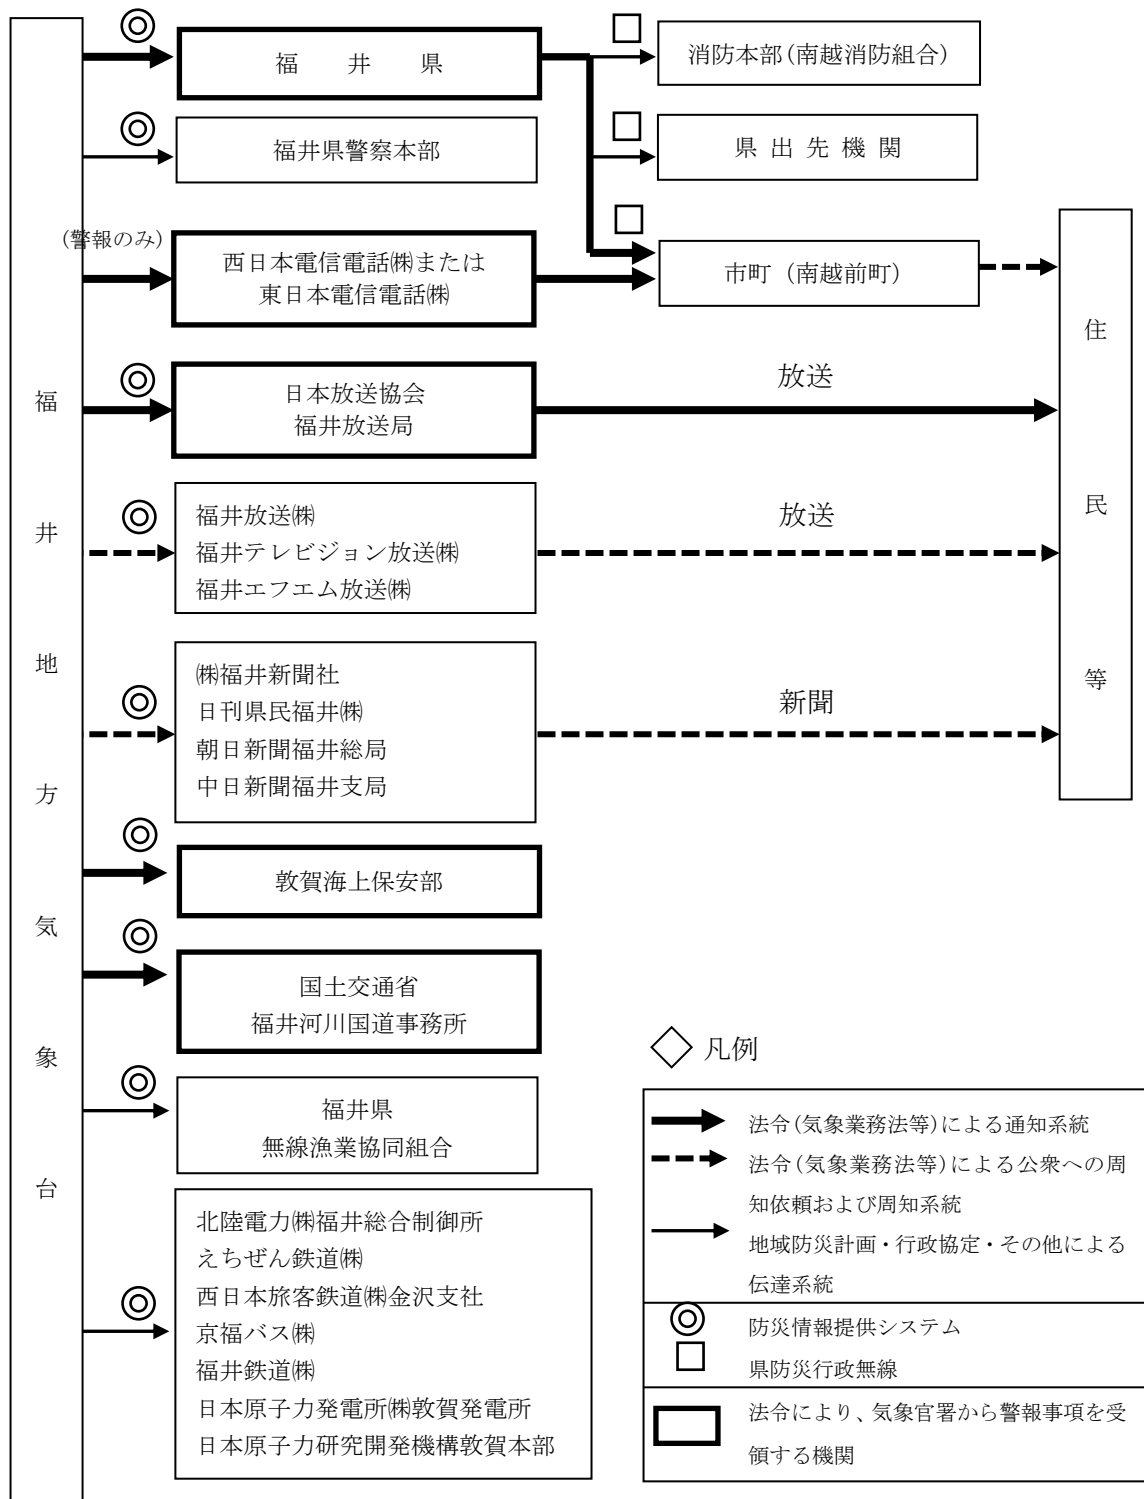 福井地方気象台
福井県
消防本部(南越消防組合)
福井県警察本部
県出先機関
(警報のみ)
西日本電信電話㈱または
東日本電信電話㈱
市町（南越前町）
住民等
日本放送協会
福井放送局
放送
福井放送㈱
福井テレビジョン放送㈱
福井エフエム放送㈱
放送
㈱福井新聞社
日刊県民福井㈱
朝日新聞福井総局
中日新聞福井支局
新聞
敦賀海上保安部
国土交通省
福井河川国道事務所
福井県
無線漁業協同組合
北陸電力㈱福井総合制御所
えちぜん鉄道㈱
西日本旅客鉄道㈱金沢支社
京福バス㈱
福井鉄道㈱
日本原子力発電所㈱敦賀発電所
日本原子力研究開発機構敦賀本部
凡例
法令(気象業務法等)による通知系統
法令(気象業務法等)による公衆への周
知依頼および周知系統
地域防災計画・行政協定・その他による
伝達系統
防災情報提供システム
県防災行政無線
法令により、気象官署から警報事項を受
領する機関